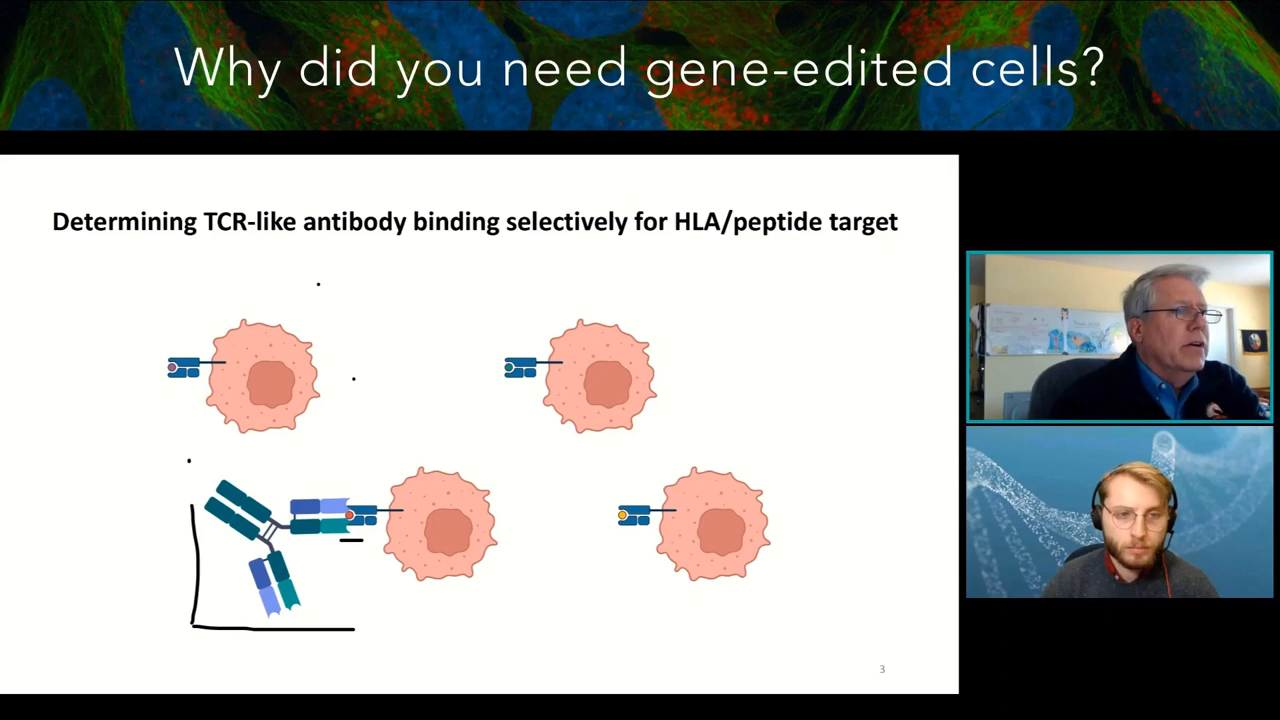 Why did you need gene-edited cells?
Determining TCR-like antibody binding selectively for HLA/peptide target
3